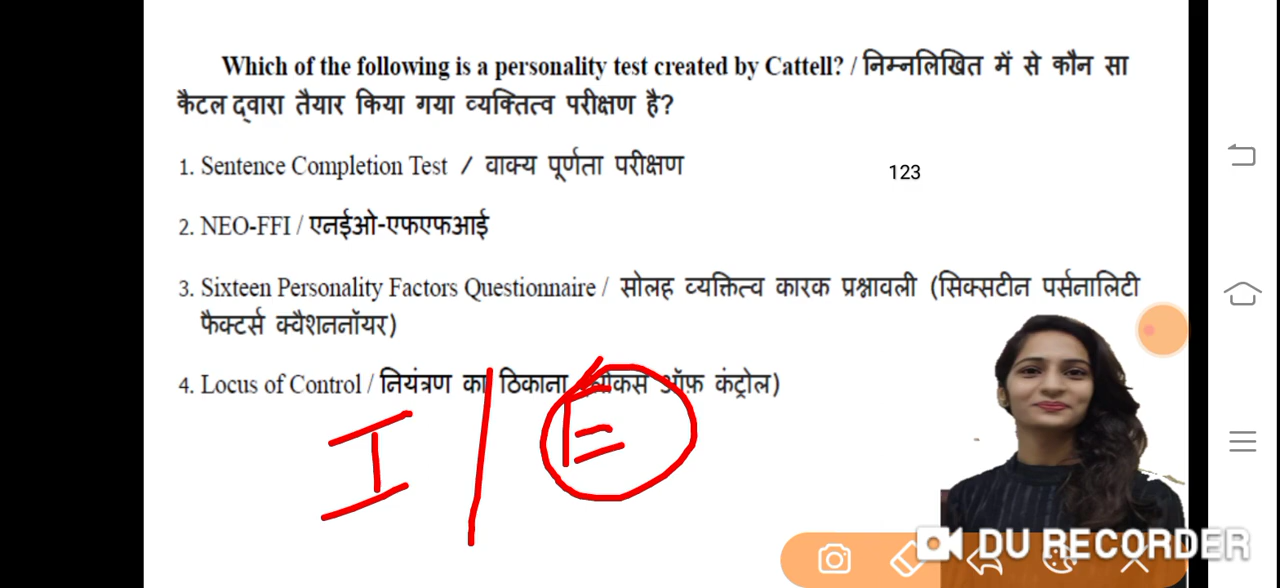 Which of the following is a personality test created by Cattell? / निम्नलिखित में से कौन सा
कैटल द्वारा तैयार किया गया व्यक्तित्व परीक्षण है?
1. Sentence Completion Test / वाक्य पूर्णता परीक्षण
123
2. NEO-FFI / एनईओ-एफएफआई
3. Sixteen Personality Factors Questionnaire / सोलह व्यक्तित्व कारक प्रश्नावली (सिक्सटीन पर्सनालिटी
फैक्टर्स क्वैशननॉयर)
4. Locus of Control / नियंत्रण का ठिकाना ऑफ़ कंट्रोल)
I / E
DU RECORDER